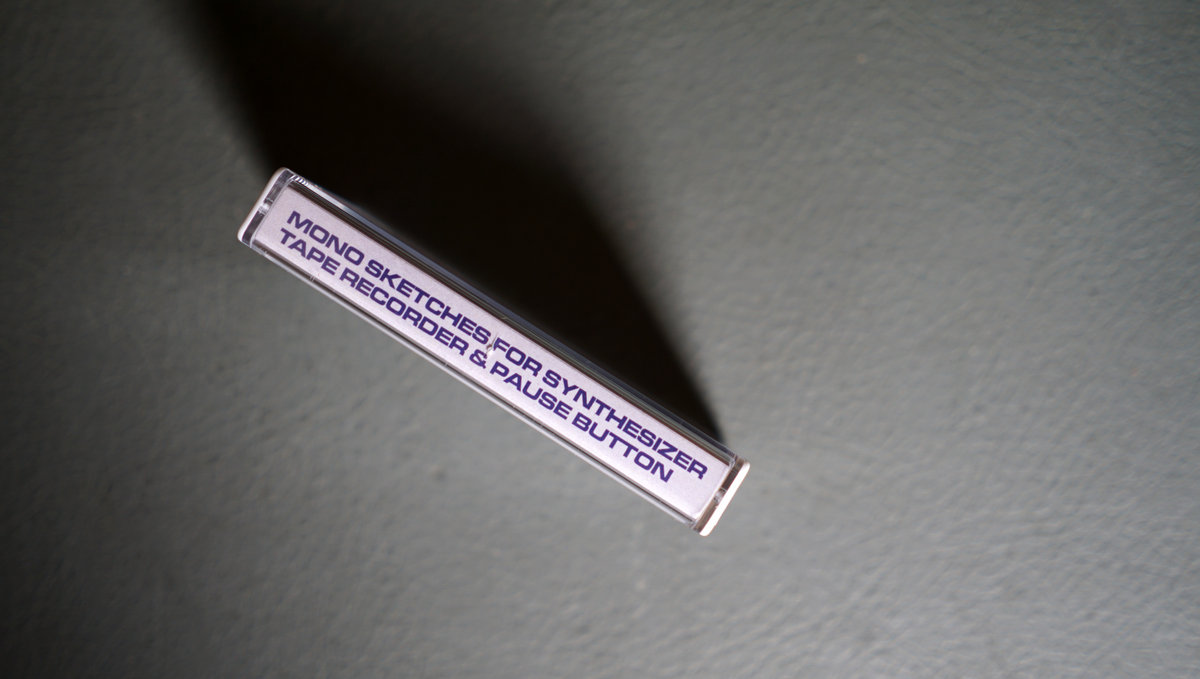 MONO SKETCHES FOR SYNTHESIZER
TAPE RECORDER & PAUSE BUTTON